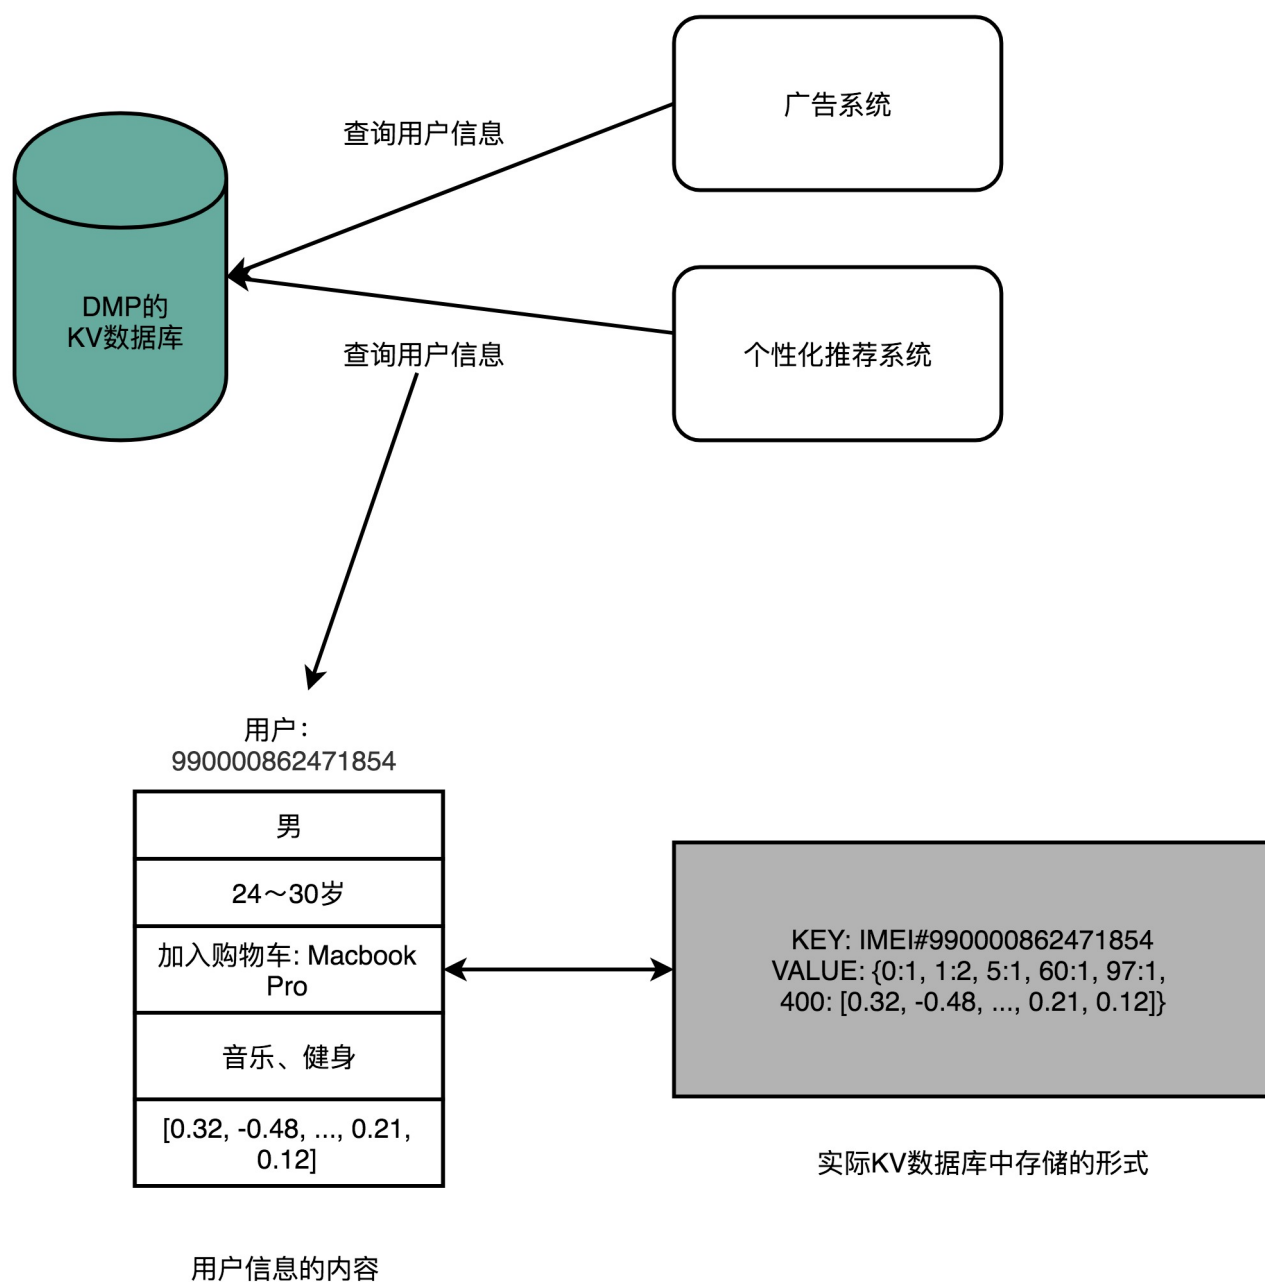 广告系统
查询用户信息
DMP的
KV数据库
查询用户信息
个性化推荐系统
用户：
990000862471854
男
24～30岁
加入购物车: Macbook
Pro
音乐、健身
[0.32, -0.48, ..., 0.21,
0.12]
用户信息的内容
KEY: IMEI#990000862471854
VALUE: {0:1, 1:2, 5:1, 60:1, 97:1,
400: [0.32, -0.48, ..., 0.21, 0.12]}
实际KV数据库中存储的形式